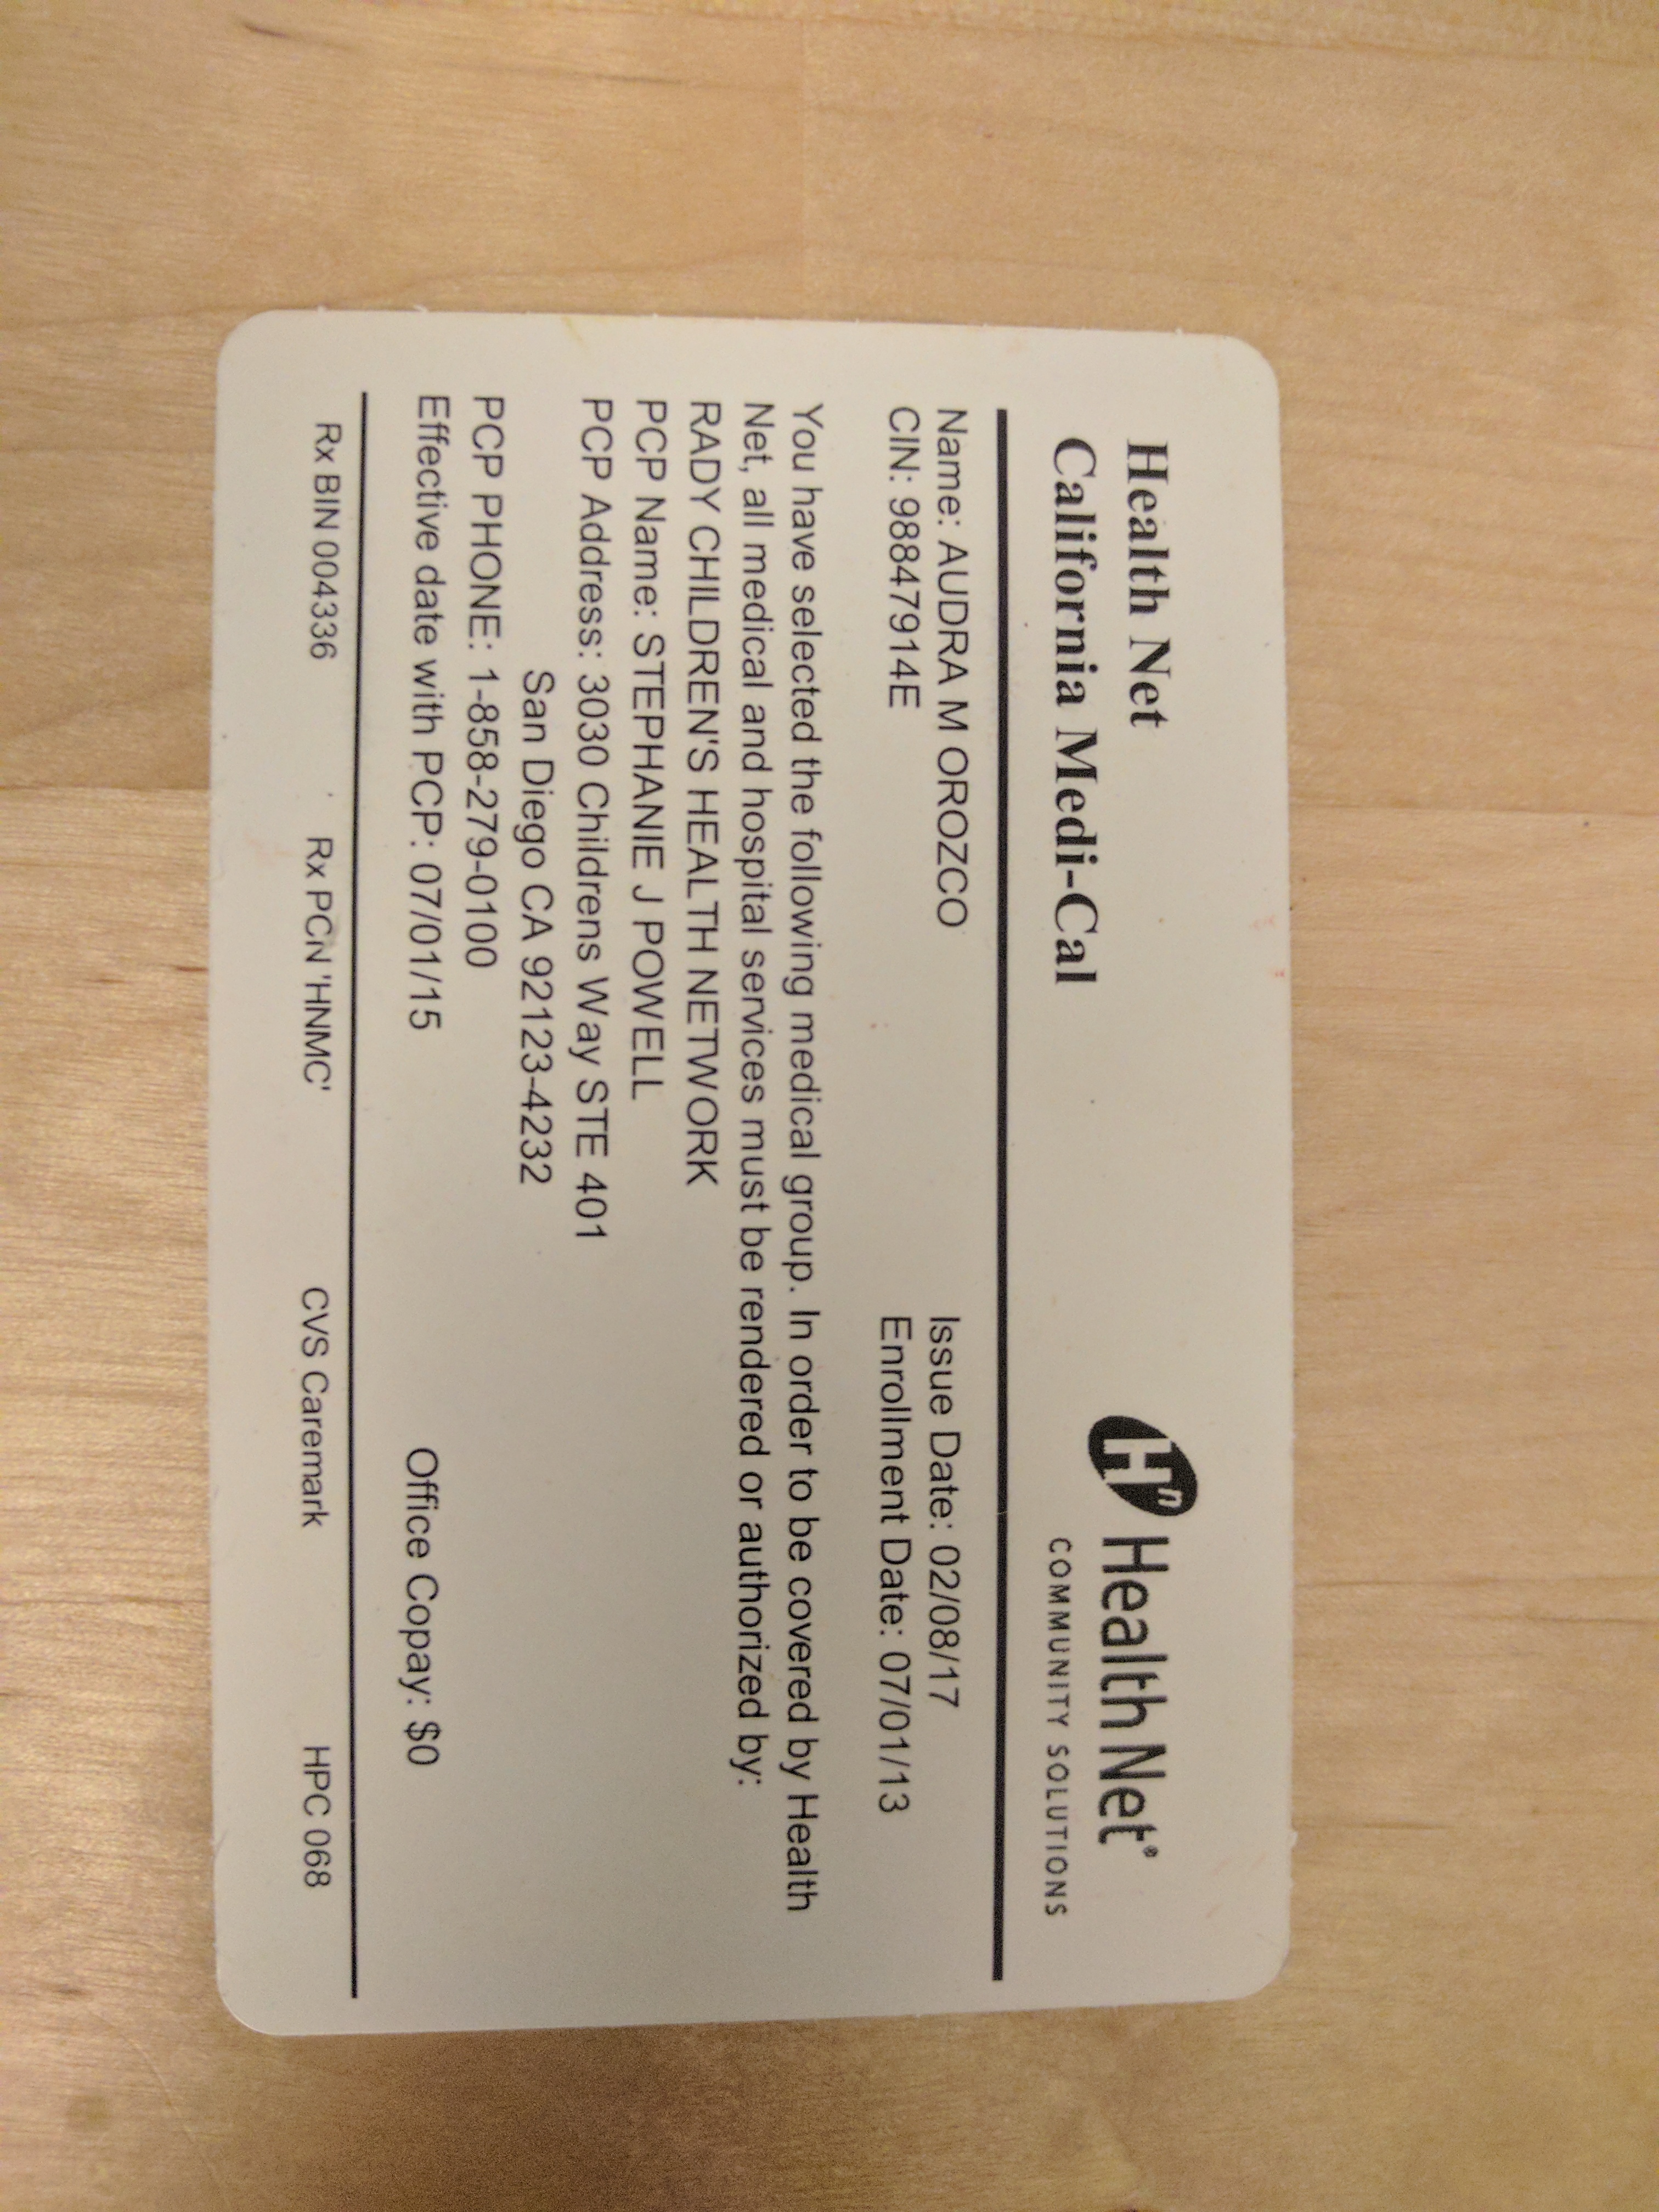 Health Net
California Medi-Cal
Hn Health Net®
COMMUNITY SOLUTIONS
Name: AUDRA M OROZCO
Issue Date: 02/08/17
CIN: 98847914E
Enrollment Date: 07/01/13
You have selected the following medical group. In order to be covered by Health
Net, all medical and hospital services must be rendered or authorized by:
RADY CHILDREN'S HEALTH NETWORK
PCP Name: STEPHANIE J POWELL
PCP Address: 3030 Childrens Way STE 401
San Diego CA 92123-4232
PCP PHONE: 1-858-279-0100
Effective date with PCP: 07/01/15
Office Copay: $0
Rx BIN 004336
Rx PCN 'HNMC'
CVS Caremark
HPC 068